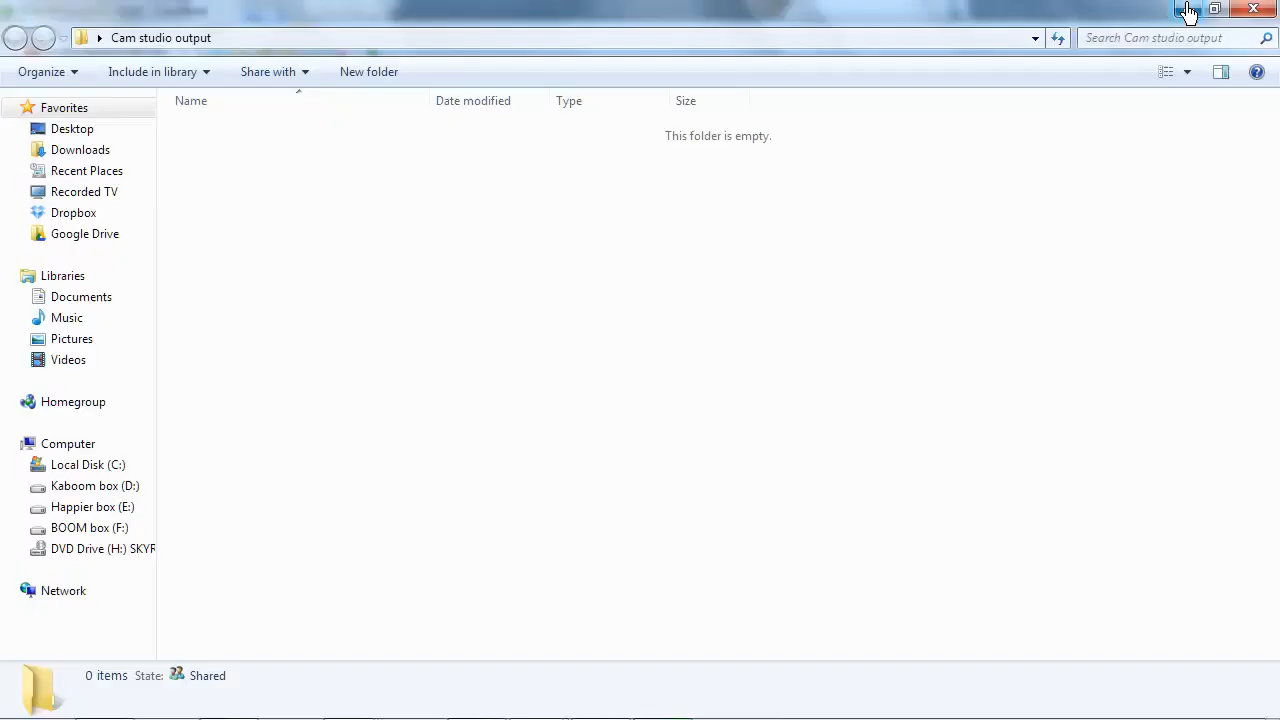 Cam studio output
Search Cam studio output
Organize Include in library Share with New folder
Name Date modified Type Size
This folder is empty.
Favorites
Desktop
Downloads
Recent Places
Recorded TV
Dropbox
Google Drive
Libraries
Documents
Music
Pictures
Videos
Homegroup
Computer
Local Disk (C:)
Kaboom box (D:)
Happier box (E:)
BOOM box (F:)
DVD Drive (H:) SKYR
Network
0 items State: Shared